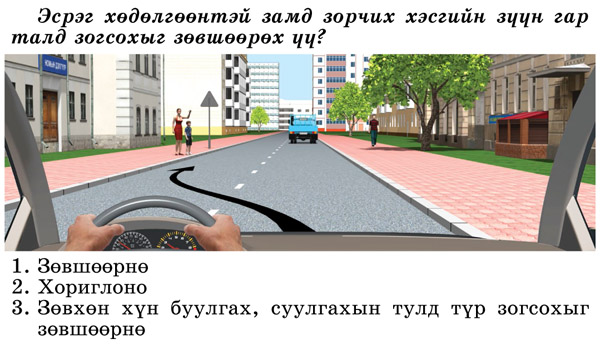 Эсрэг хөдөлгөөнтэй замд зорчих хэсгийн зүүн гар
талд зогсохыг зөвшөөрөх үү?
1. Зөвшөөрнө
2. Хориглоно
3. Зөвхөн хүн буулгах, суулгахын тулд түр зогсохыг
зөвшөөрнө